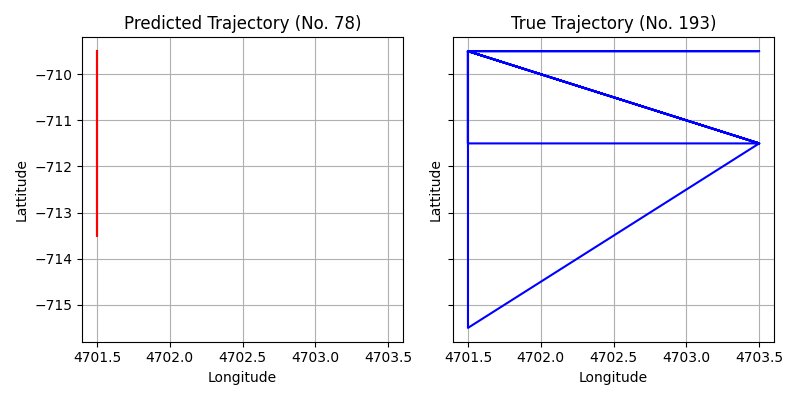 Predicted Trajectory (No. 78)
True Trajectory (No. 193)
−710
−711
−712
−713
−714
−715
Lattitude
Lattitude
4701.5 4702.0 4702.5 4703.0 4703.5
4701.5 4702.0 4702.5 4703.0 4703.5
Longitude
Longitude